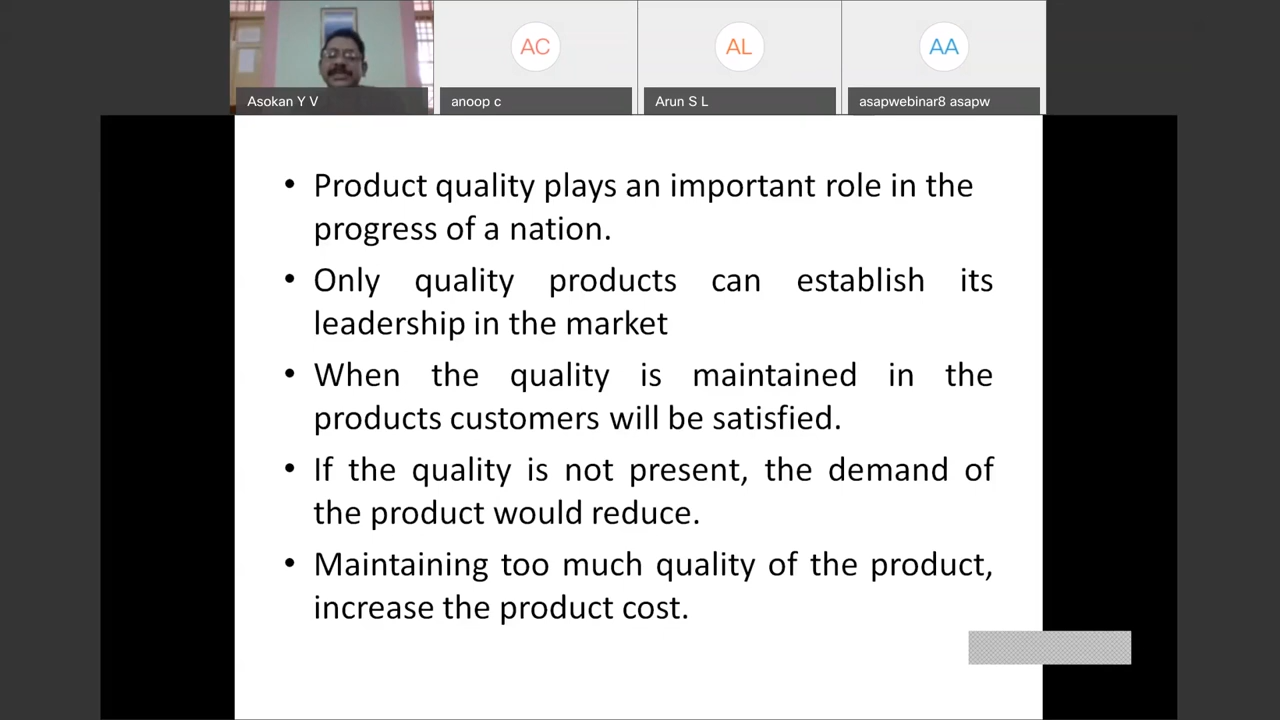 AC
AL
AA
Asokan Y V
anoop c
Arun S L
asapwebinar8 asapw
• Product quality plays an important role in the
progress of a nation.
• Only quality products can establish its
leadership in the market
• When the quality is maintained in the
products customers will be satisfied.
• If the quality is not present, the demand of
the product would reduce.
• Maintaining too much quality of the product,
increase the product cost.